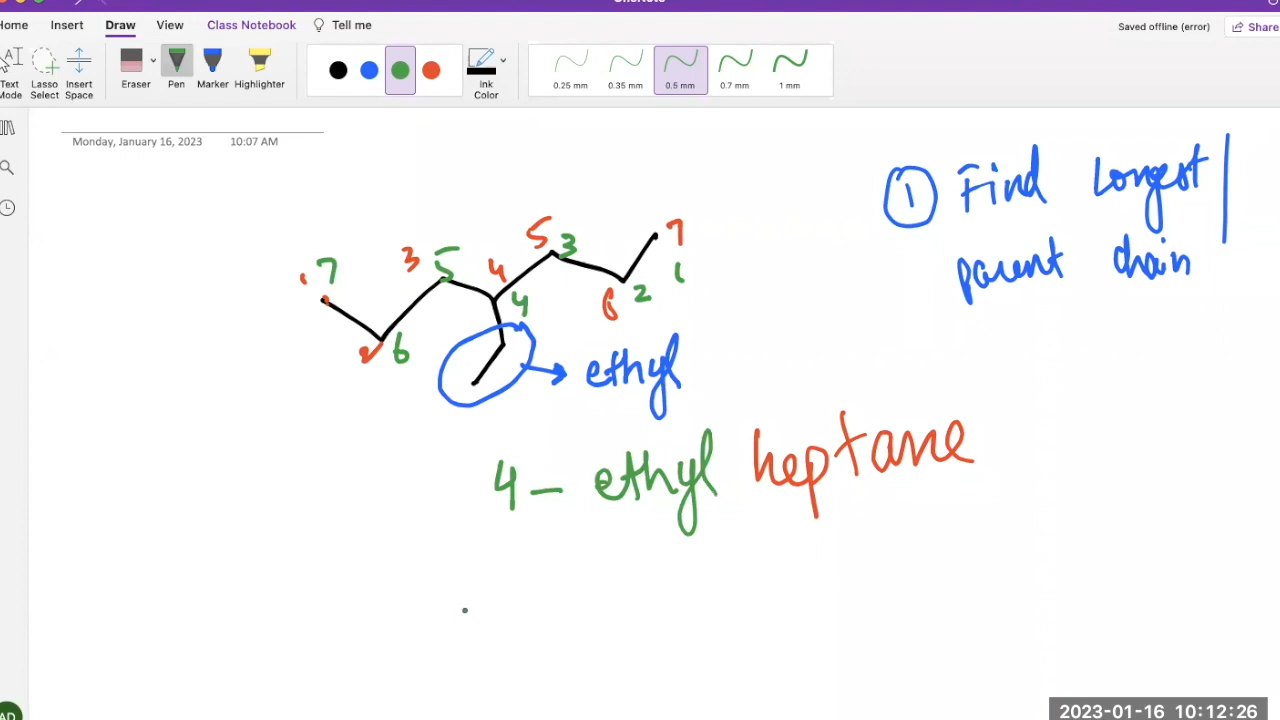 OneNote
Home Insert Draw View Class Notebook Tell me
Saved offline (error) Share
Text Mode
Lasso Select
Insert Space
Eraser
Pen
Marker
Highlighter
Ink Color
0.25 mm
0.35 mm
0.5 mm
0.7 mm
1 mm
Monday, January 16, 2023 10:07 AM
1 Find longest
parent chain
5 3 7
7 3 5 4 1
4 6 2
2 6
ethyl
4 - ethyl heptane
AD
2023-01-16 10:12:26